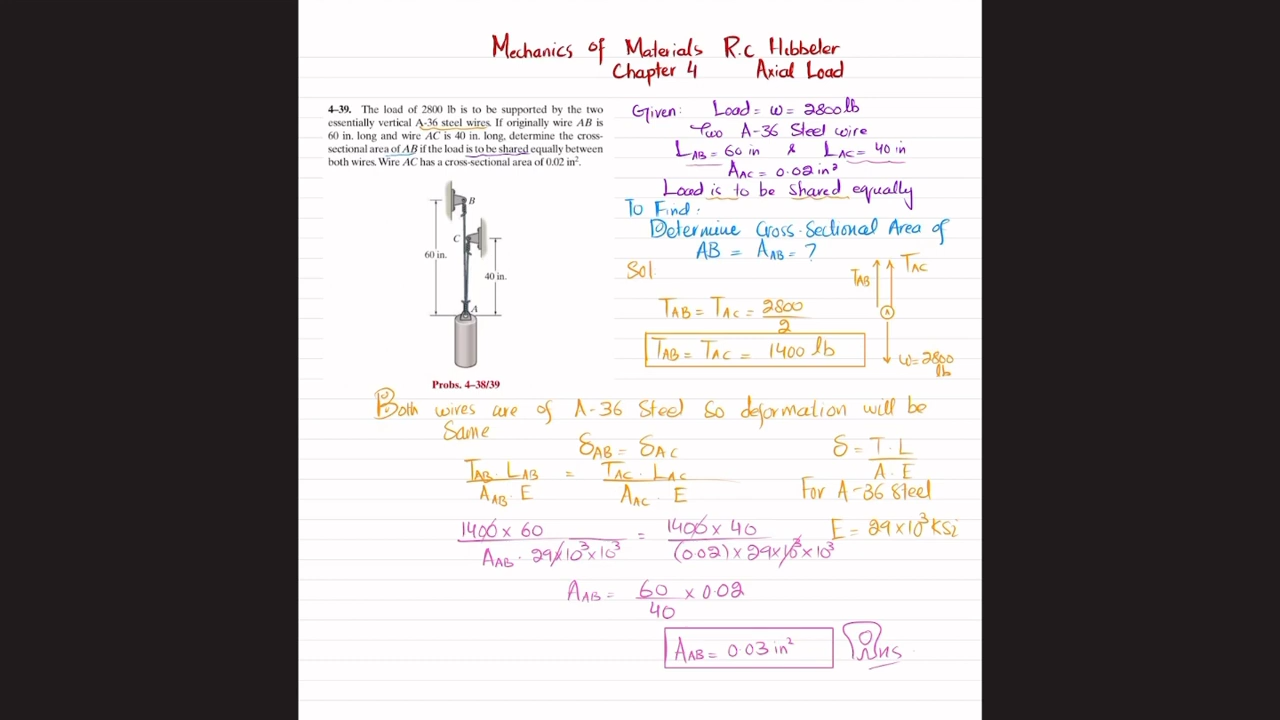 Mechanics of Materials R.c Hebbeler
Chapter 4 Axial Load
4–39. The load of 2800 lb is to be supported by the two
essentially vertical A-36 steel wires. If originally wire AB is
60 in. long and wire AC is 40 in. long, determine the cross-
sectional area of AB if the load is to be shared equally between
both wires. Wire AC has a cross-sectional area of 0.02 in².
B
C
60 in.
40 in.
A
Probs. 4–38/39
Given: Load = w = 2800 lb
Two A-36 Steel wire
L_AB = 60 in & L_AC = 40 in
A_AC = 0.02 in²
Load is to be shared equally
To Find:
Determine Cross-Sectional Area of
AB = A_AB = ?
Sol
T_AB = T_AC = 2800/2
T_AB = T_AC = 1400 lb
T_AB T_AC
A
w = 2800 lb
Both wires are of A-36 Steel so deformation will be
Same
δ_AB = δ_AC
T_AB · L_AB / A_AB · E = T_AC · L_AC / A_AC · E
δ = T·L / A·E
For A-36 Steel
E = 29×10³ Ksi
1400 × 60 / A_AB · 29×10³×10³ = 1400 × 40 / (0.02) × 29×10³×10³
A_AB = 60/40 × 0.02
A_AB = 0.03 in² Ans